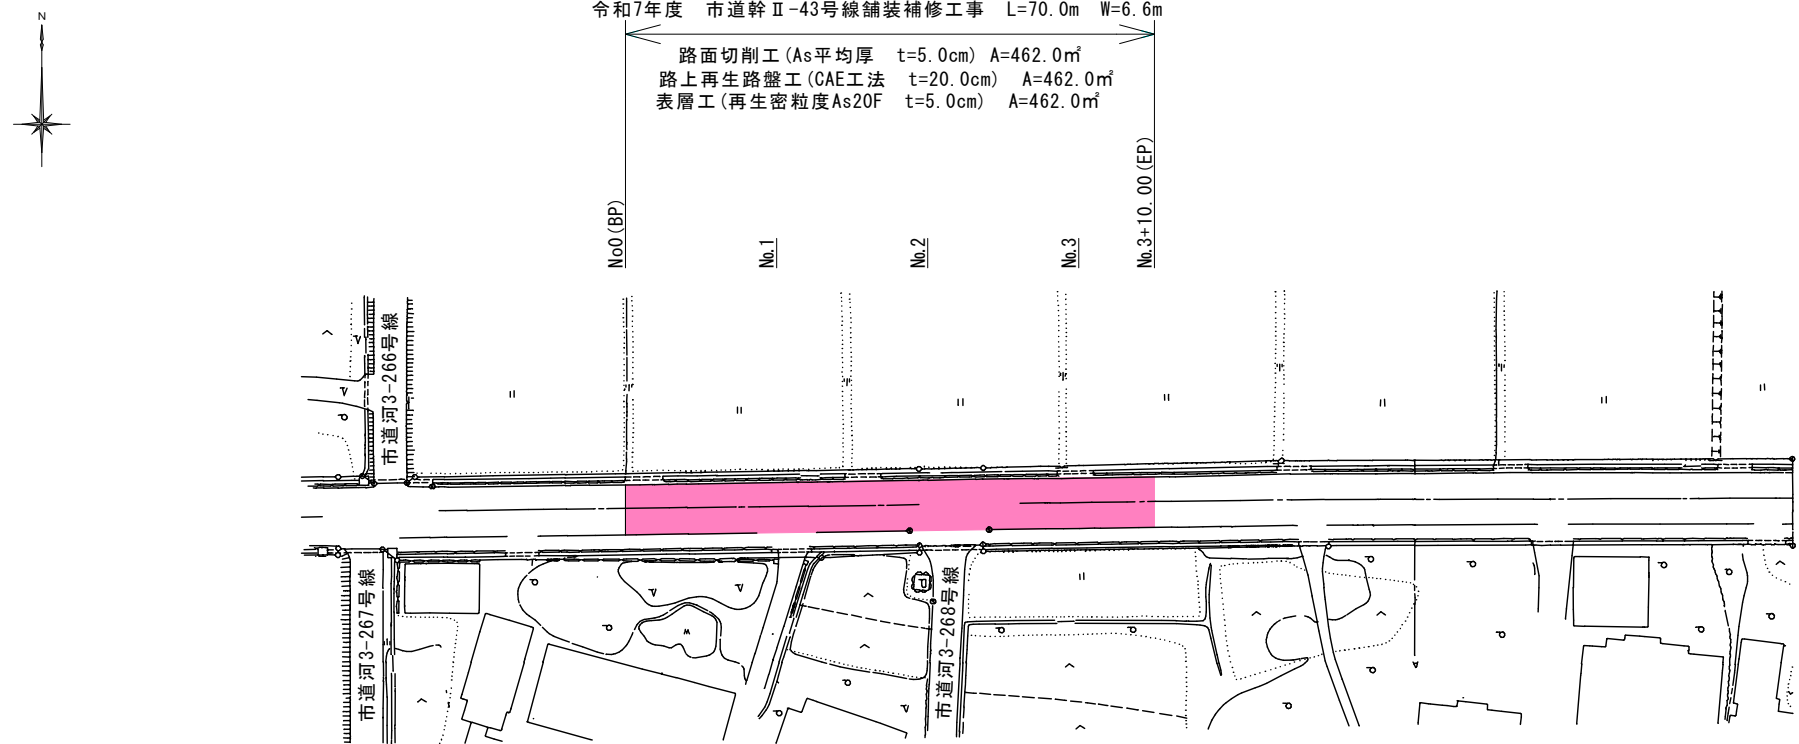 N
令和7年度　市道幹Ⅱ-43号線舗装補修工事　L=70.0m　W=6.6m
路面切削工(As平均厚　t=5.0cm) A=462.0㎡
路上再生路盤工(CAE工法　t=20.0cm)　A=462.0㎡
表層工(再生密粒度As20F　t=5.0cm)　A=462.0㎡
No0(BP)
No.1
No.2
No.3
No.3+10.00(EP)
市道河3-266号線
市道河3-267号線
市道河3-268号線
P